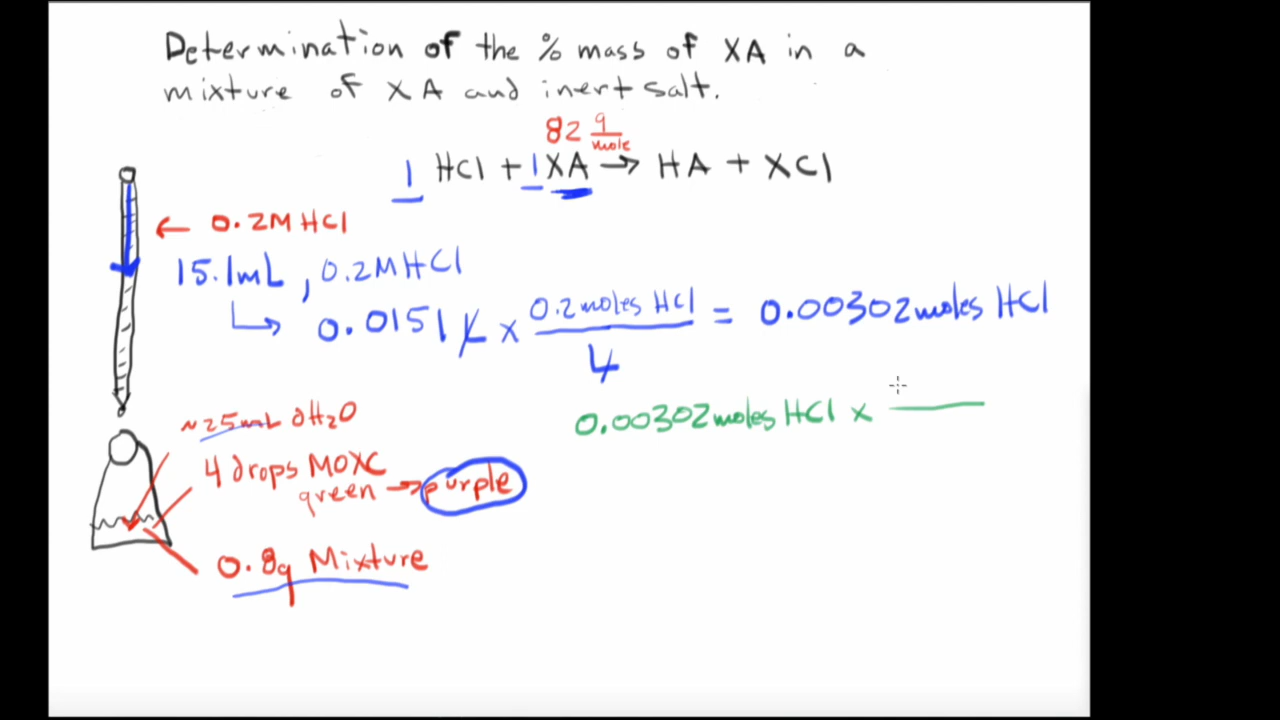 Determination of the % mass of XA in a
mixture of XA and inert salt.
82 g/mole
1 HCl + 1 XA → HA + XCl
← 0.2M HCl
15.1mL, 0.2M HCl
0.0151 L × 0.2 moles HCl / L = 0.00302 moles HCl
0.00302 moles HCl ×
~25mL dH₂O
4 drops MOXC
green → purple
0.8g Mixture